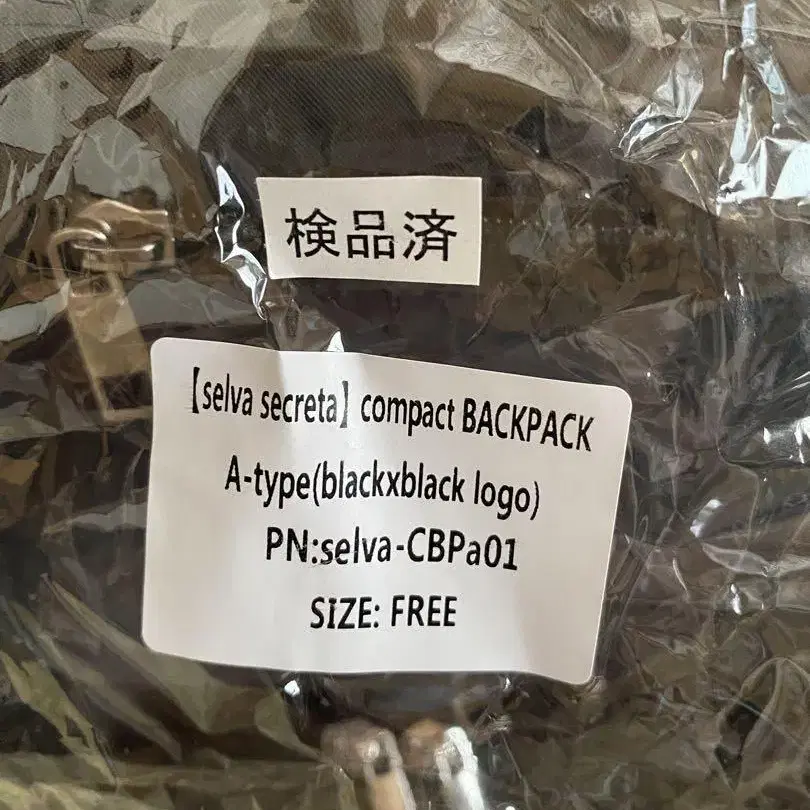 検品済
【selva secreta】compact BACKPACK
A-type(blackxblack logo)
PN:selva-CBPa01
SIZE: FREE